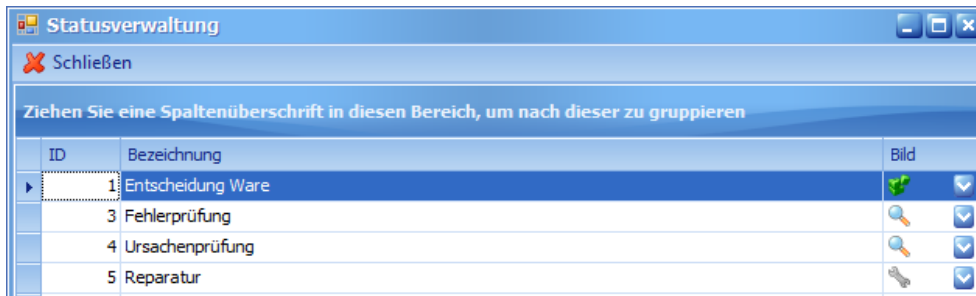 Statusverwaltung
Schließen
Ziehen Sie eine Spaltenüberschrift in diesen Bereich, um nach dieser zu gruppieren
ID Bezeichnung Bild
1 Entscheidung Ware
3 Fehlerprüfung
4 Ursachenprüfung
5 Reparatur